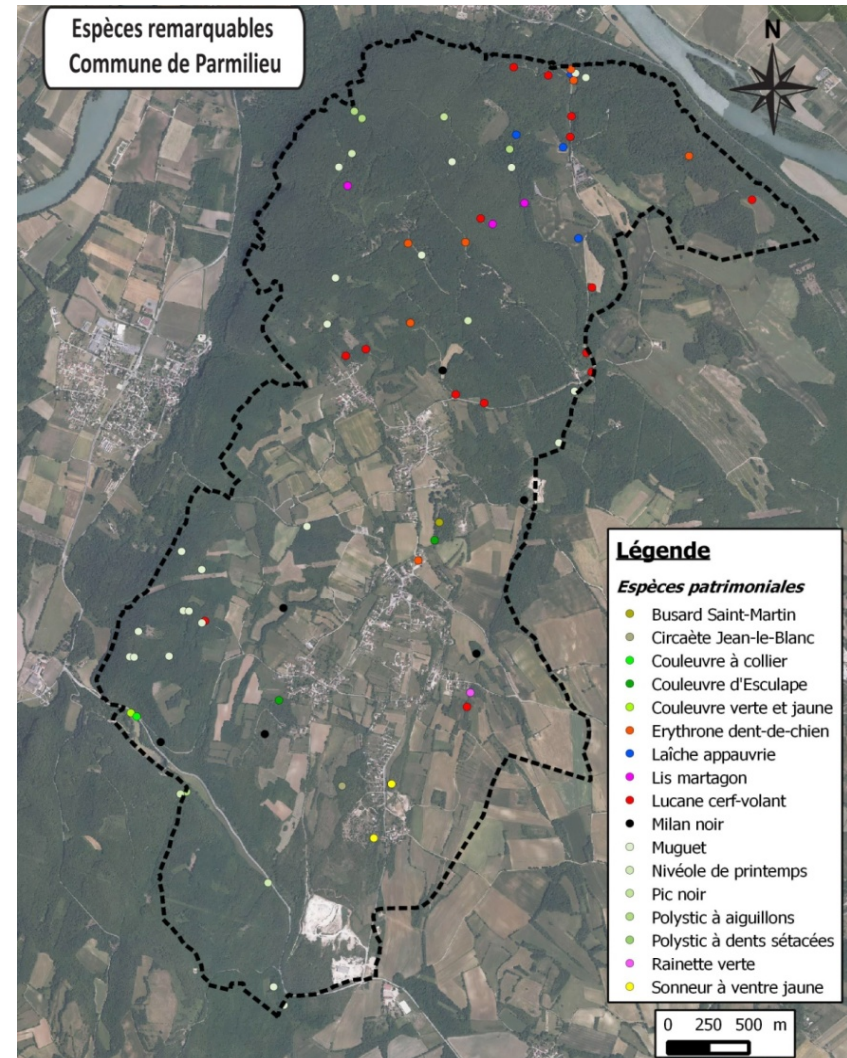 Espèces remarquables
Commune de Parmilieu
N
Légende
Espèces patrimoniales
Busard Saint-Martin
Circaète Jean-le-Blanc
Couleuvre à collier
Couleuvre d'Esculape
Couleuvre verte et jaune
Erythrone dent-de-chien
Laîche appauvrie
Lis martagon
Lucane cerf-volant
Milan noir
Muguet
Nivéole de printemps
Pic noir
Polystic à aiguillons
Polystic à dents sétacées
Rainette verte
Sonneur à ventre jaune
0 250 500 m